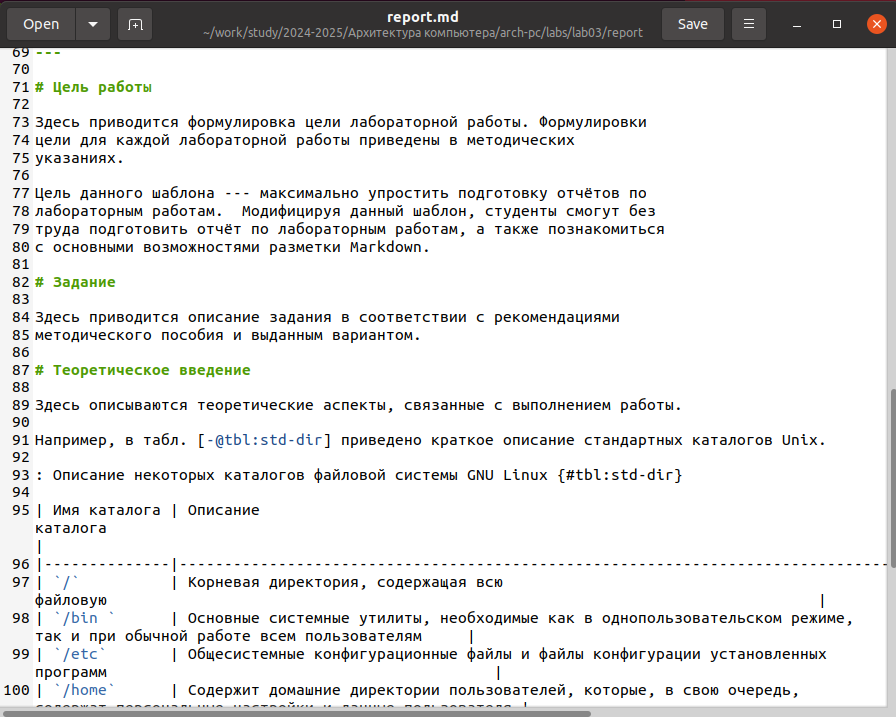 Open
report.md
~/work/study/2024-2025/Архитектура компьютера/arch-pc/labs/lab03/report
Save
69 ---
70
71 # Цель работы
72
73 Здесь приводится формулировка цели лабораторной работы. Формулировки
74 цели для каждой лабораторной работы приведены в методических
75 указаниях.
76
77 Цель данного шаблона --- максимально упростить подготовку отчётов по
78 лабораторным работам.  Модифицируя данный шаблон, студенты смогут без
79 труда подготовить отчёт по лабораторным работам, а также познакомиться
80 с основными возможностями разметки Markdown.
81
82 # Задание
83
84 Здесь приводится описание задания в соответствии с рекомендациями
85 методического пособия и выданным вариантом.
86
87 # Теоретическое введение
88
89 Здесь описываются теоретические аспекты, связанные с выполнением работы.
90
91 Например, в табл. [-@tbl:std-dir] приведено краткое описание стандартных каталогов Unix.
92
93 : Описание некоторых каталогов файловой системы GNU Linux {#tbl:std-dir}
94
95 | Имя каталога | Описание
каталога
|
96 |--------------|-------------------------------------------------------------------------------
97 | `/`          | Корневая директория, содержащая всю
файловую |
98 | `/bin `      | Основные системные утилиты, необходимые как в однопользовательском режиме,
так и при обычной работе всем пользователям     |
99 | `/etc`       | Общесистемные конфигурационные файлы и файлы конфигурации установленных
программ |
100 | `/home`      | Содержит домашние директории пользователей, которые, в свою очередь,
содержат персональные настройки и данные пользователя |